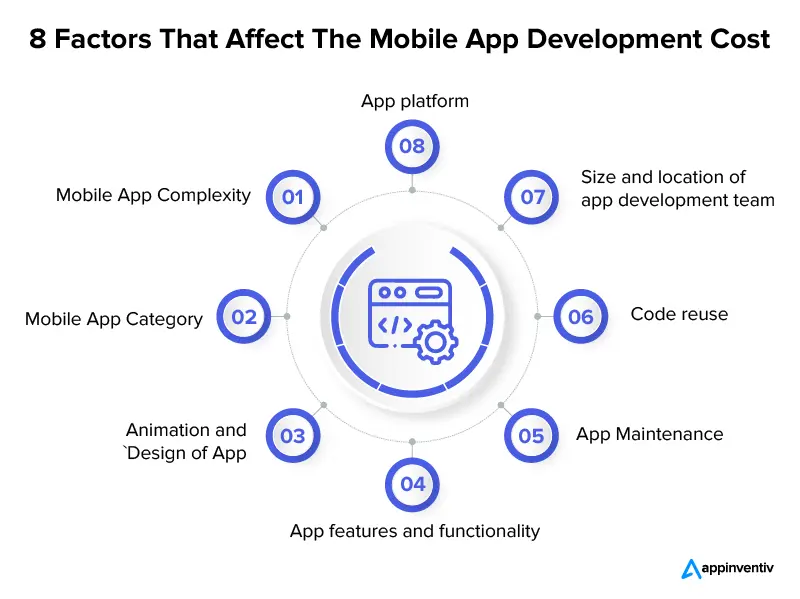 8 Factors That Affect The Mobile App Development Cost
App platform
08
Mobile App Complexity
01
07
Size and location of
app development team
Mobile App Category
02
06
Code reuse
Animation and
`Design of App
03
05
App Maintenance
04
App features and functionality
</>
appinventiv